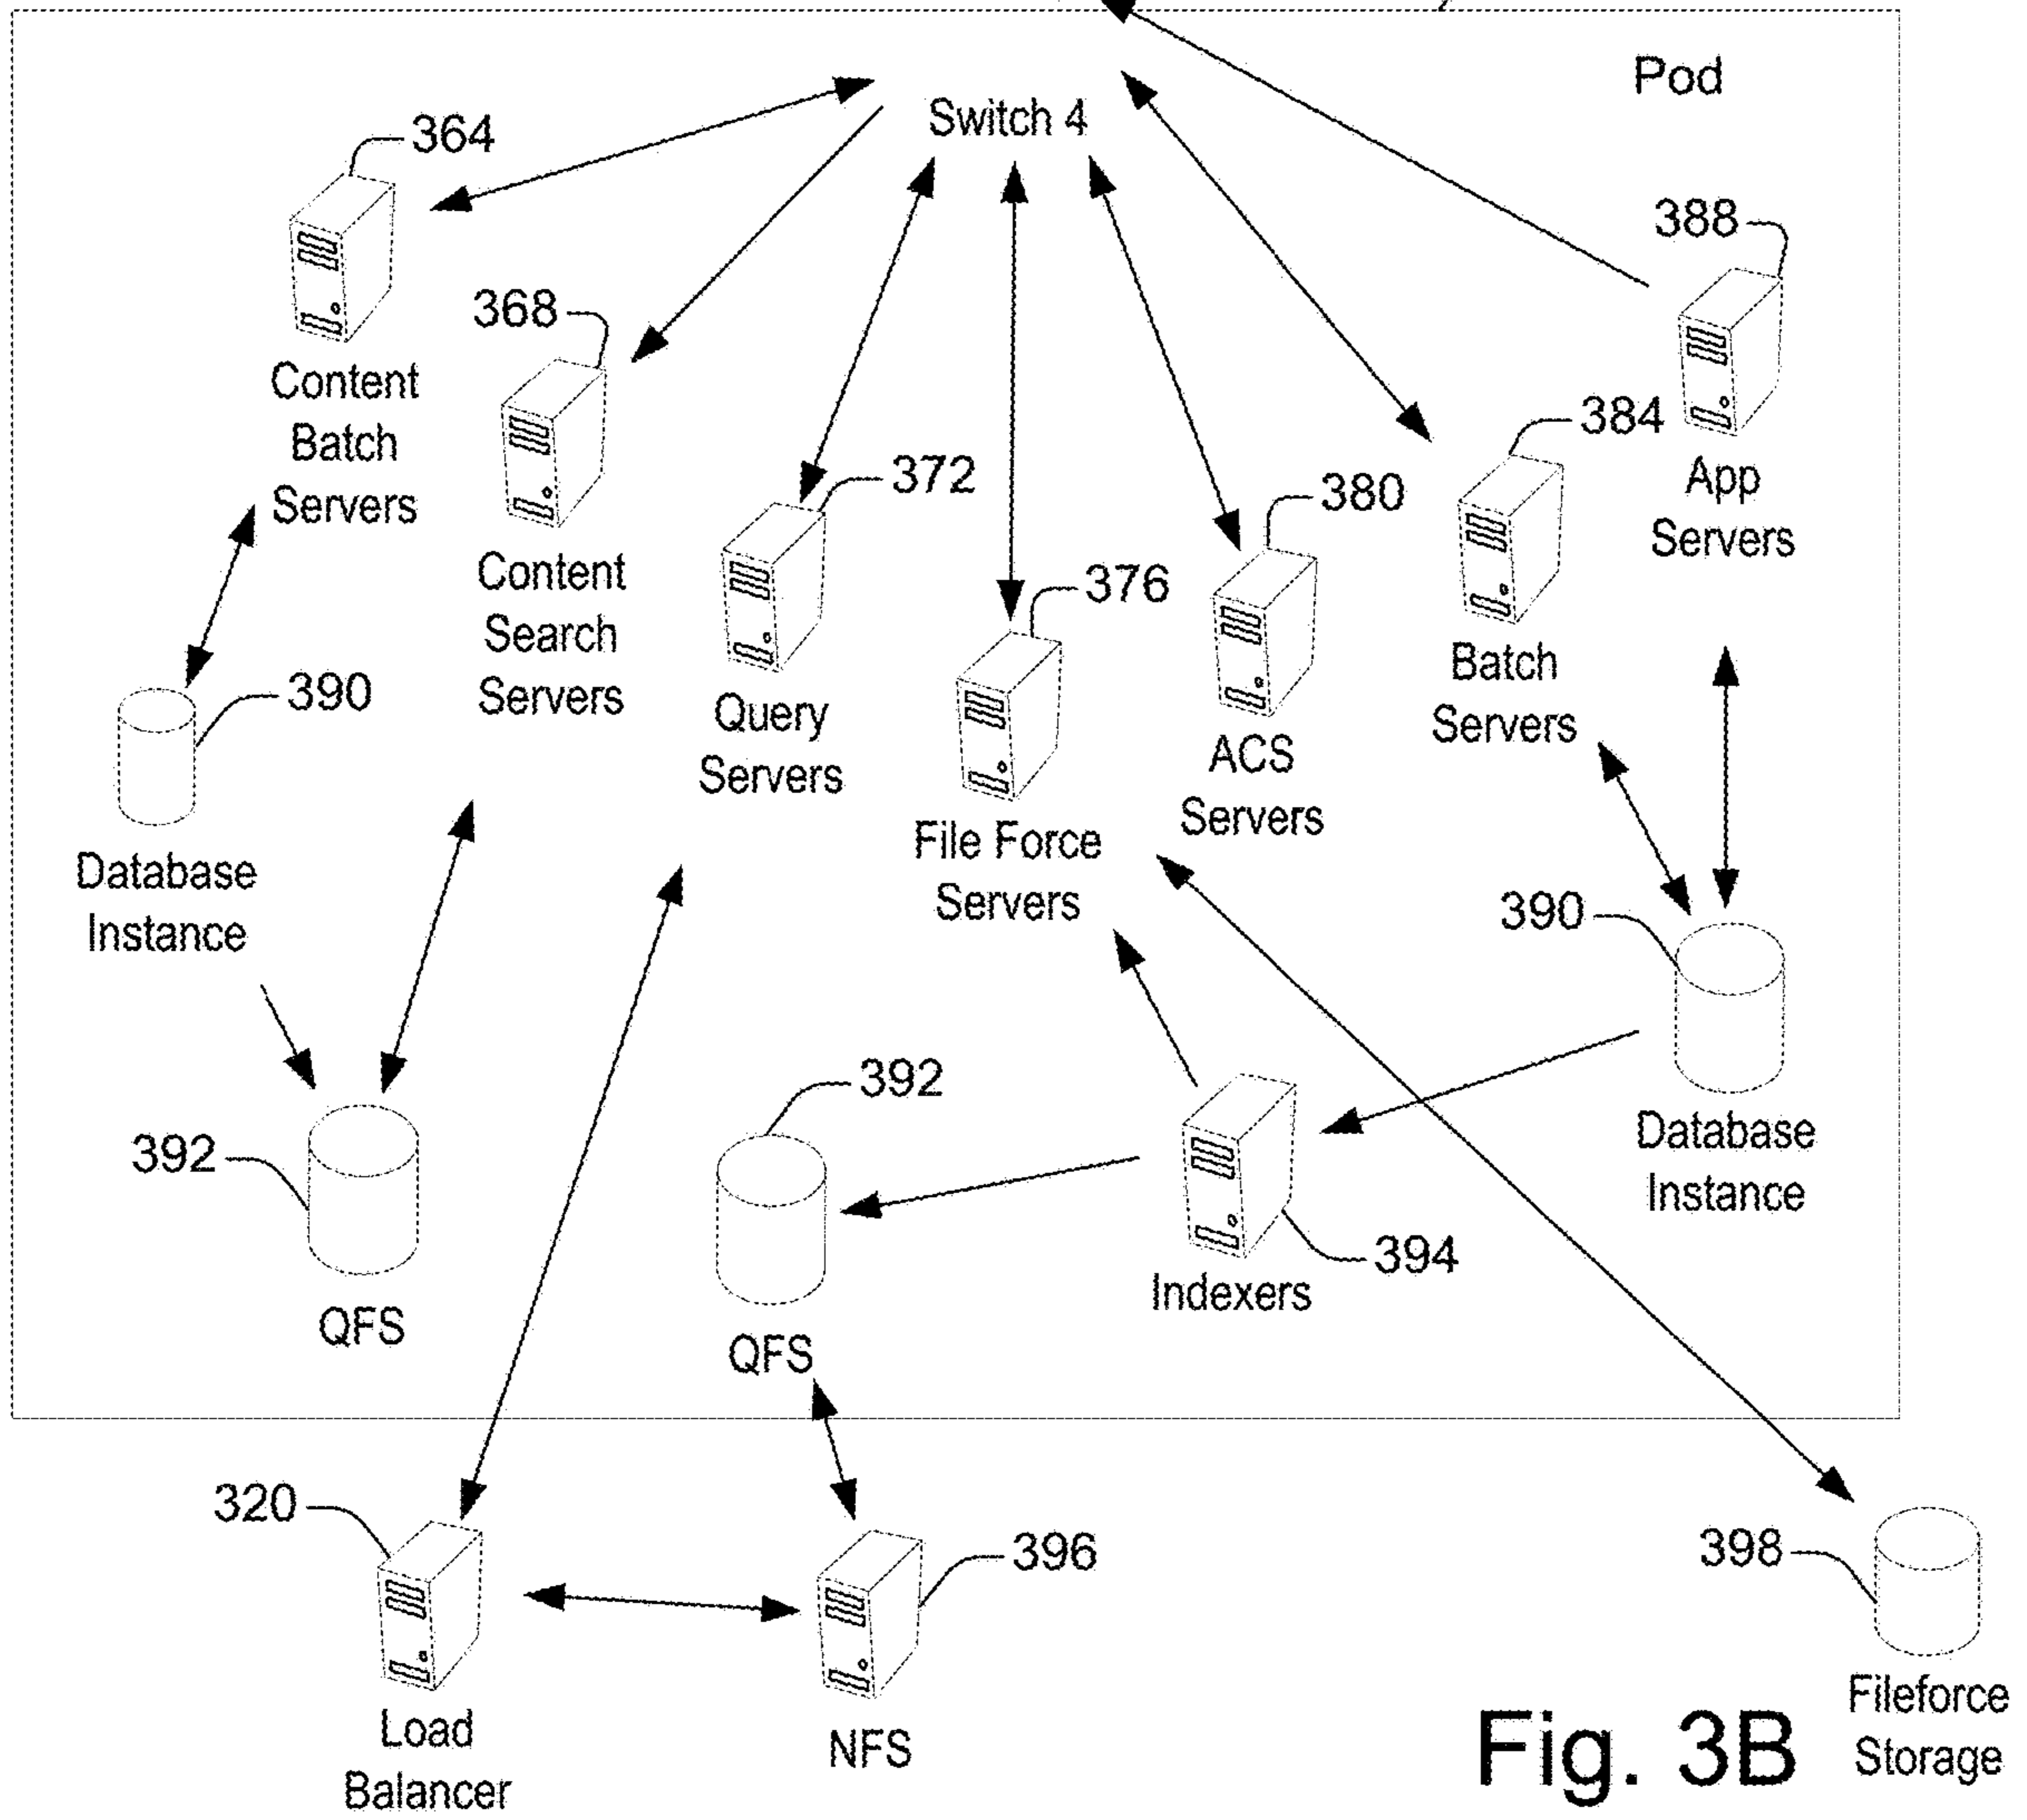 Pod
Switch 4
364
Content
Batch
Servers
368
Content
Search
Servers
372
Query
Servers
376
File Force
Servers
380
ACS
Servers
384
Batch
Servers
388
App
Servers
390
Database
Instance
390
Database
Instance
392
QFS
392
QFS
394
Indexers
320
Load
Balancer
396
NFS
398
Fileforce
Storage
Fig. 3B